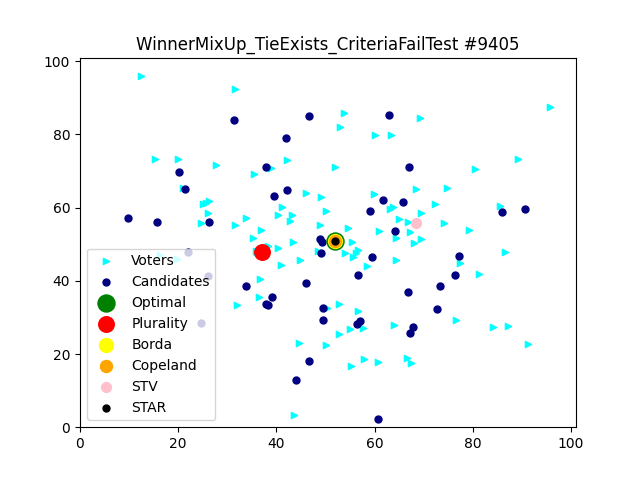 WinnerMixUp_TieExists_CriteriaFailTest #9405
100
80
60
40
20
0
Voters
Candidates
Optimal
Plurality
Borda
Copeland
STV
STAR
0 20 40 60 80 100